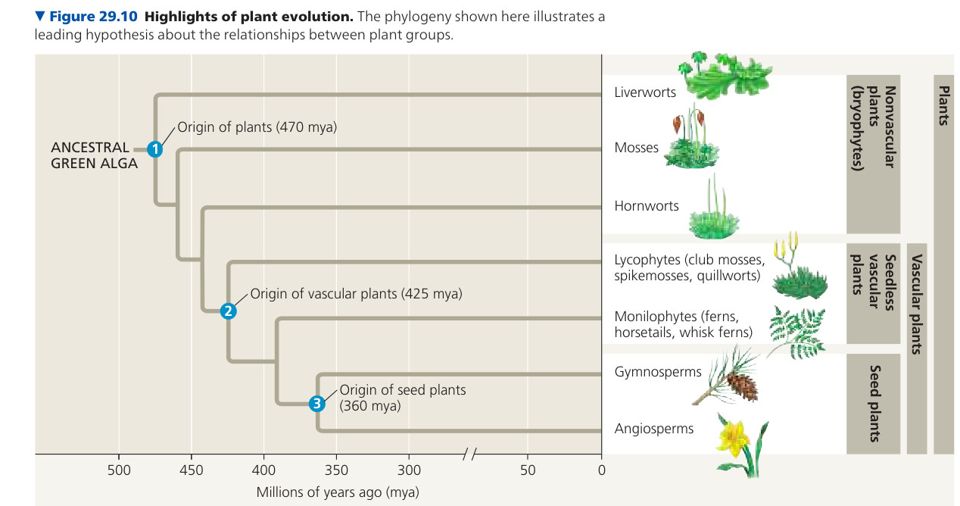 ▼ Figure 29.10 Highlights of plant evolution. The phylogeny shown here illustrates a
leading hypothesis about the relationships between plant groups.
Liverworts
Origin of plants (470 mya)
ANCESTRAL
GREEN ALGA
1
Mosses
Hornworts
Nonvascular
plants
(bryophytes)
Plants
Lycophytes (club mosses,
spikemosses, quillworts)
Origin of vascular plants (425 mya)
2
Monilophytes (ferns,
horsetails, whisk ferns)
Seedless
vascular
plants
Vascular plants
Gymnosperms
Origin of seed plants
(360 mya)
3
Angiosperms
Seed plants
500 450 400 350 300 50 0
Millions of years ago (mya)